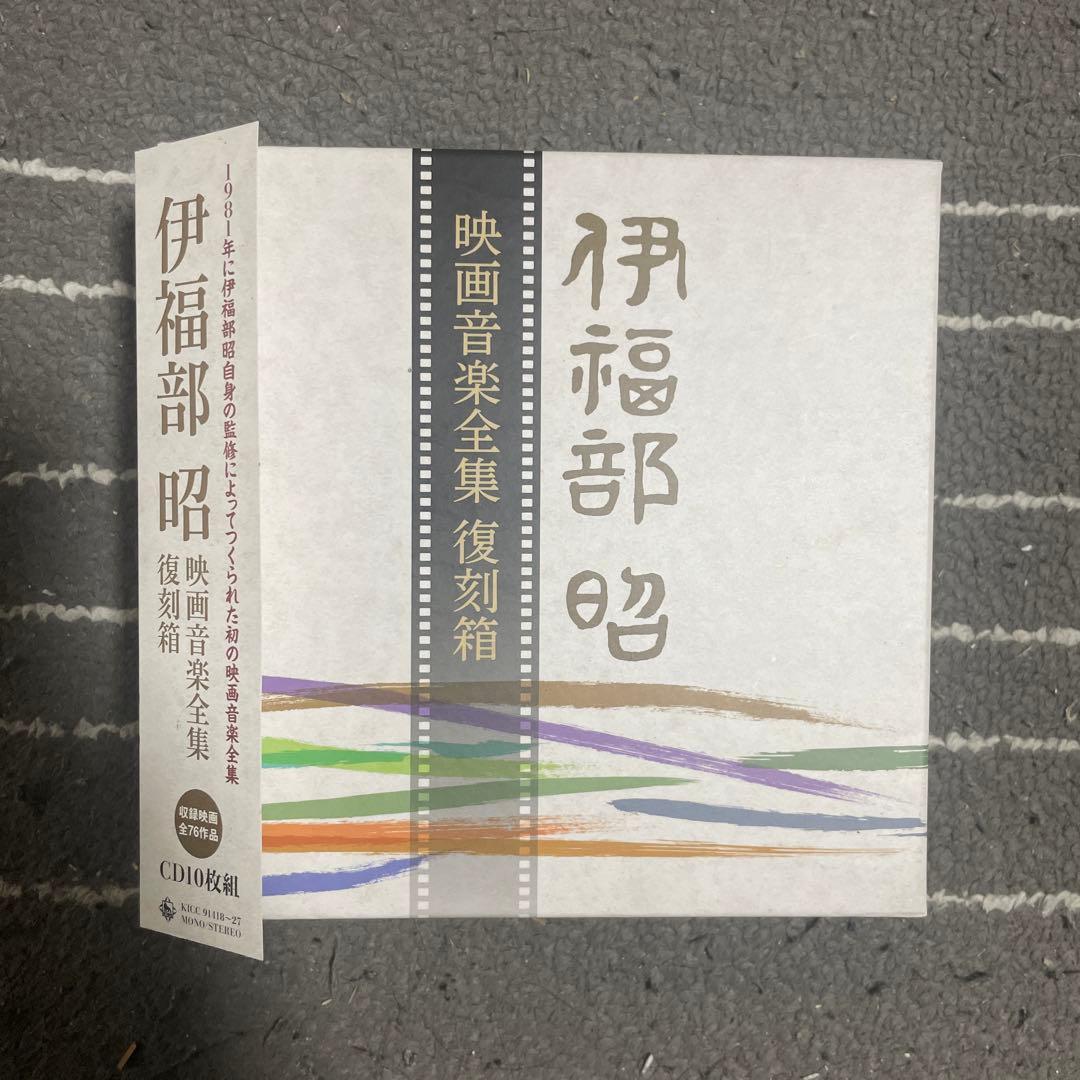 伊福部 昭
映画音楽全集 復刻箱
1981年に伊福部昭自身の監修によってつくられた初の映画音楽全集
伊福部 昭
映画音楽全集
復刻箱
収録映画
全76作品
CD10枚組
KICC 91418~27
MONO/STEREO